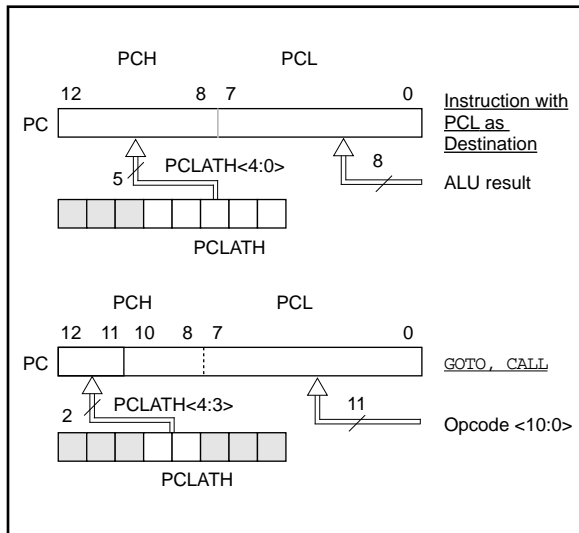 PCH PCL
12 8 7 0
PC
Instruction with
PCL as
Destination
5 PCLATH<4:0>
8
ALU result
PCLATH
PCH PCL
12 11 10 8 7 0
PC
GOTO, CALL
2 PCLATH<4:3>
11
Opcode <10:0>
PCLATH